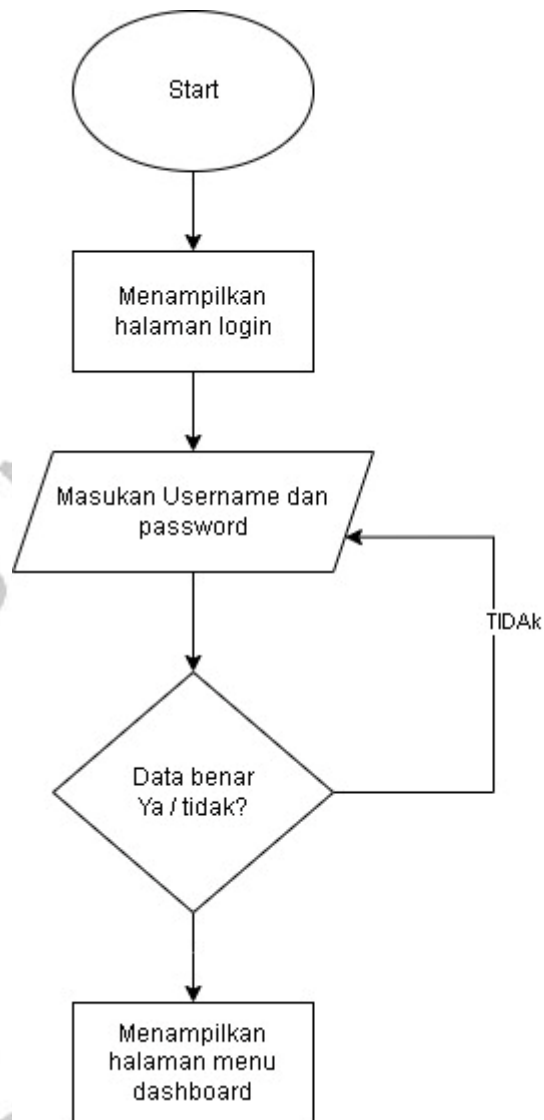 Start
Menampilkan
halaman login
Masukan Username dan
password
TIDAk
Data benar
Ya / tidak?
Menampilkan
halaman menu
dashboard